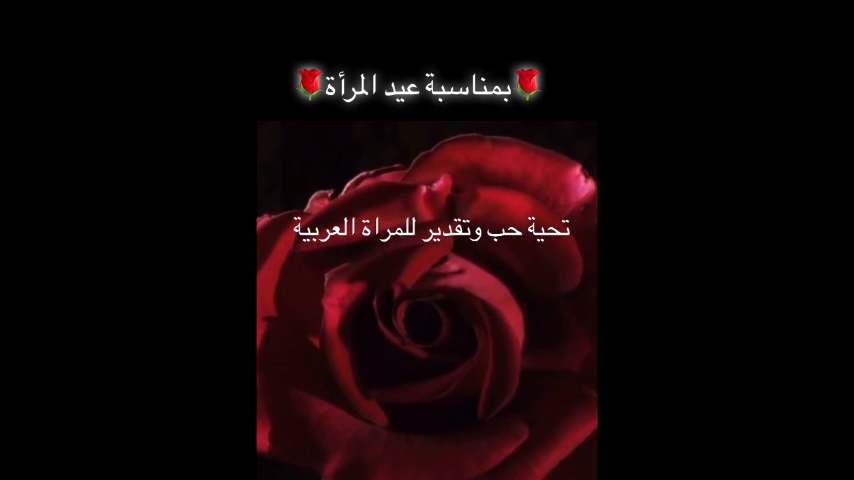 🌹بمناسبة عيد المرأة🌹
تحية حب وتقدير للمراة العربية